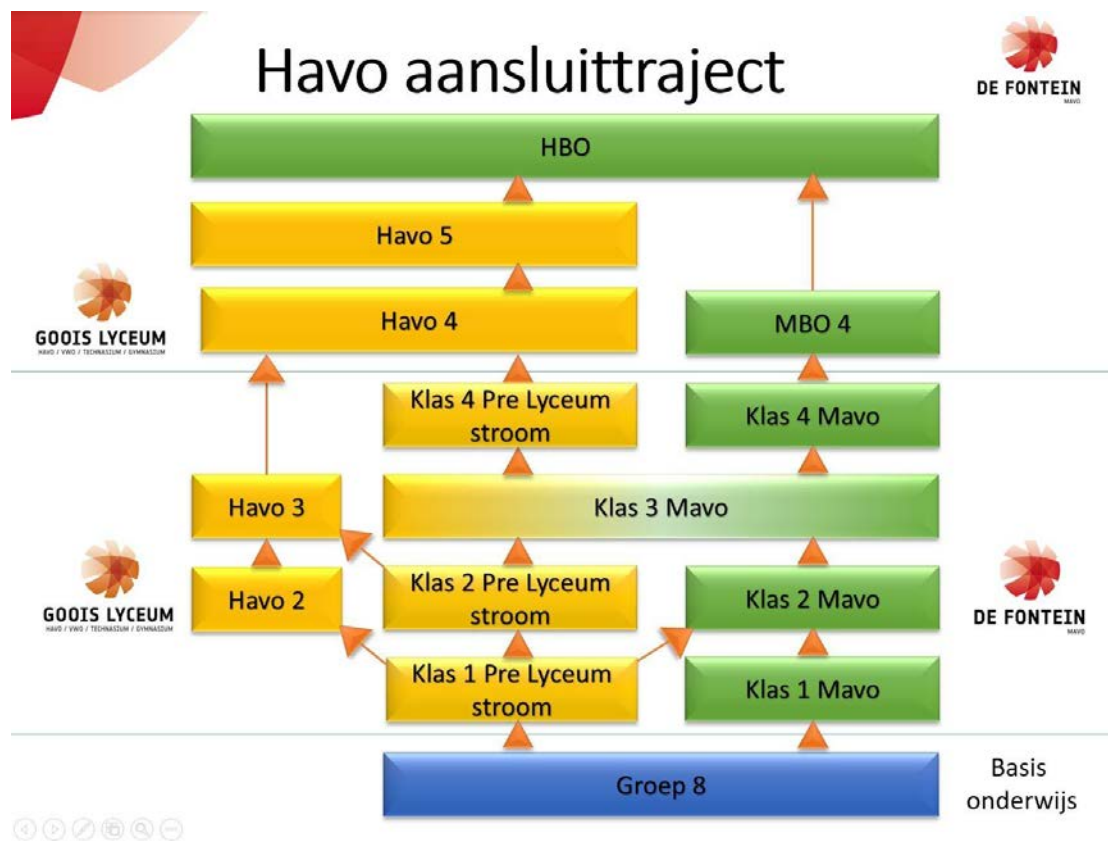 Havo aansluittraject
DE FONTEIN
MAVO
HBO
Havo 5
GOOIS LYCEUM
HAVO / VWO / TECHNASIUM / GYMNASIUM
Havo 4
MBO 4
Klas 4 Pre Lyceum
stroom
Klas 4 Mavo
Havo 3
Klas 3 Mavo
GOOIS LYCEUM
HAVO / VWO / TECHNASIUM / GYMNASIUM
Havo 2
Klas 2 Pre Lyceum
stroom
Klas 2 Mavo
DE FONTEIN
MAVO
Klas 1 Pre Lyceum
stroom
Klas 1 Mavo
Groep 8
Basis
onderwijs